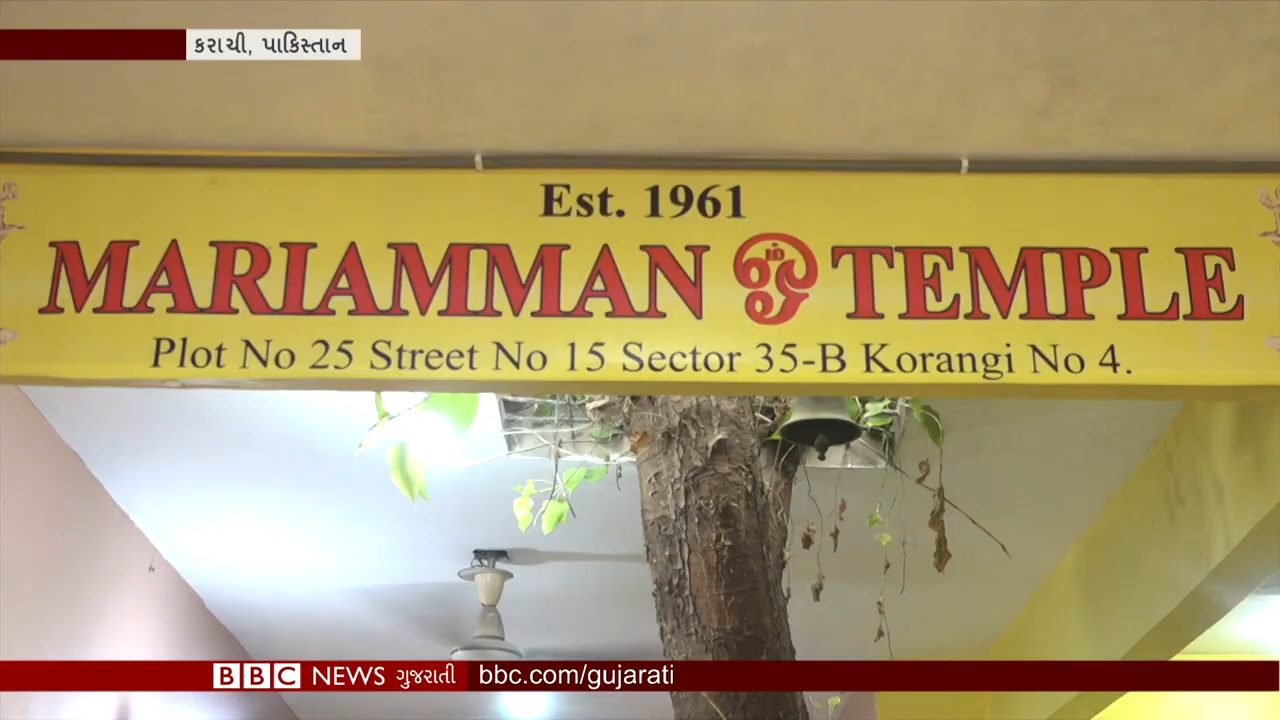 કરાચી, પાકિસ્તાન
Est. 1961
MARIAMMAN ஓம் TEMPLE
Plot No 25 Street No 15 Sector 35-B Korangi No 4.
BBC NEWS ગુજરાતી bbc.com/gujarati